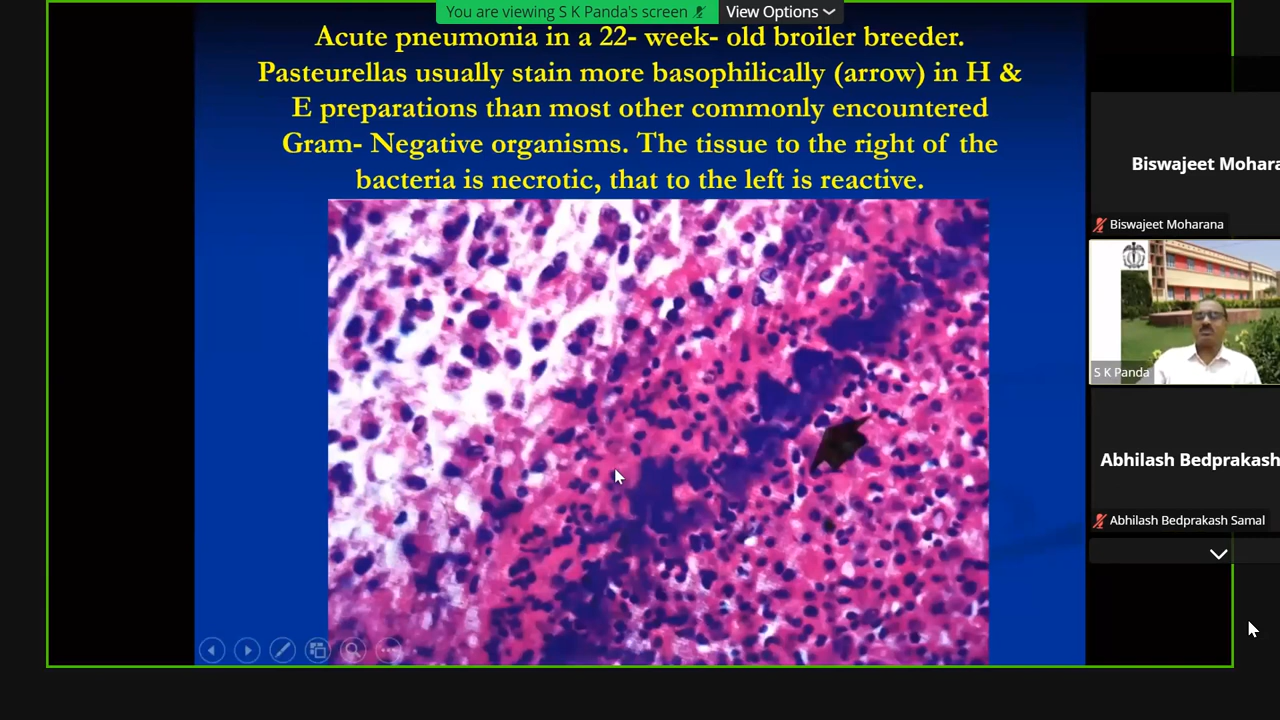 You are viewing S K Panda's screen
View Options
Acute pneumonia in a 22- week- old broiler breeder.
Pasteurellas usually stain more basophilically (arrow) in H &
E preparations than most other commonly encountered
Gram- Negative organisms. The tissue to the right of the
bacteria is necrotic, that to the left is reactive.
Biswajeet Mohara
Biswajeet Moharana
S K Panda
Abhilash Bedprakash
Abhilash Bedprakash Samal